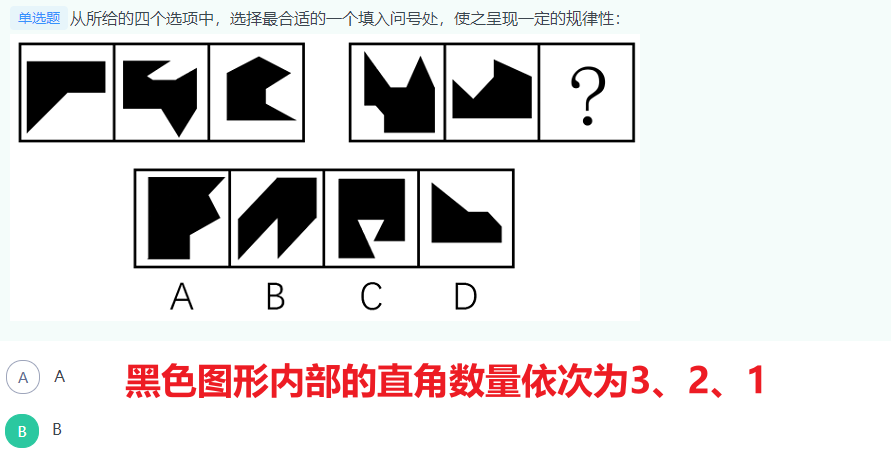 单选题 从所给的四个选项中，选择最合适的一个填入问号处，使之呈现一定的规律性：
?
A B C D
A A
黑色图形内部的直角数量依次为3、2、1
B B